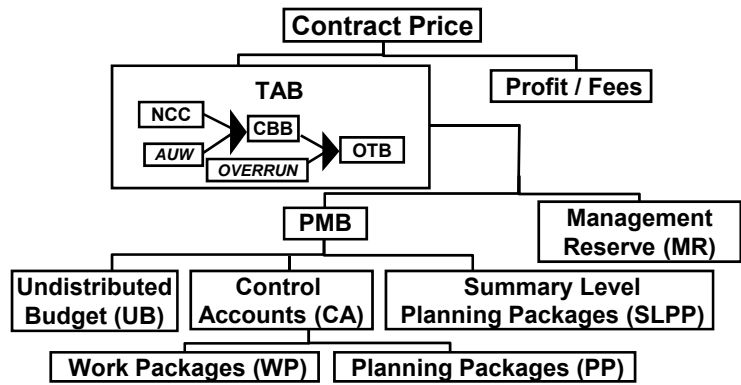 Contract Price
Profit / Fees
TAB
NCC
CBB
AUW
OTB
OVERRUN
PMB
Management
Reserve (MR)
Undistributed
Budget (UB)
Control
Accounts (CA)
Summary Level
Planning Packages (SLPP)
Work Packages (WP)
Planning Packages (PP)